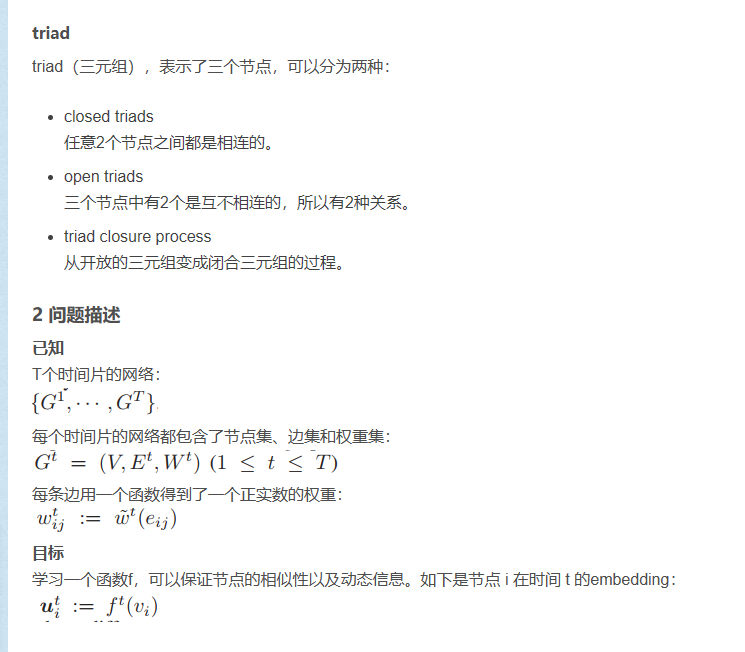 triad
triad（三元组），表示了三个节点，可以分为两种：
closed triads
任意2个节点之间都是相连的。
open triads
三个节点中有2个是互不相连的，所以有2种关系。
triad closure process
从开放的三元组变成闭合三元组的过程。
2 问题描述
已知
T个时间片的网络：
{G^1, ⋯ , G^T}
每个时间片的网络都包含了节点集、边集和权重集：
G^t = (V, E^t, W^t) (1 ≤ t ≤ T)
每条边用一个函数得到了一个正实数的权重：
w_{ij}^t := w̃^t(e_{ij})
目标
学习一个函数f，可以保证节点的相似性以及动态信息。如下是节点 i 在时间 t 的embedding：
u_i^t := f^t(v_i)